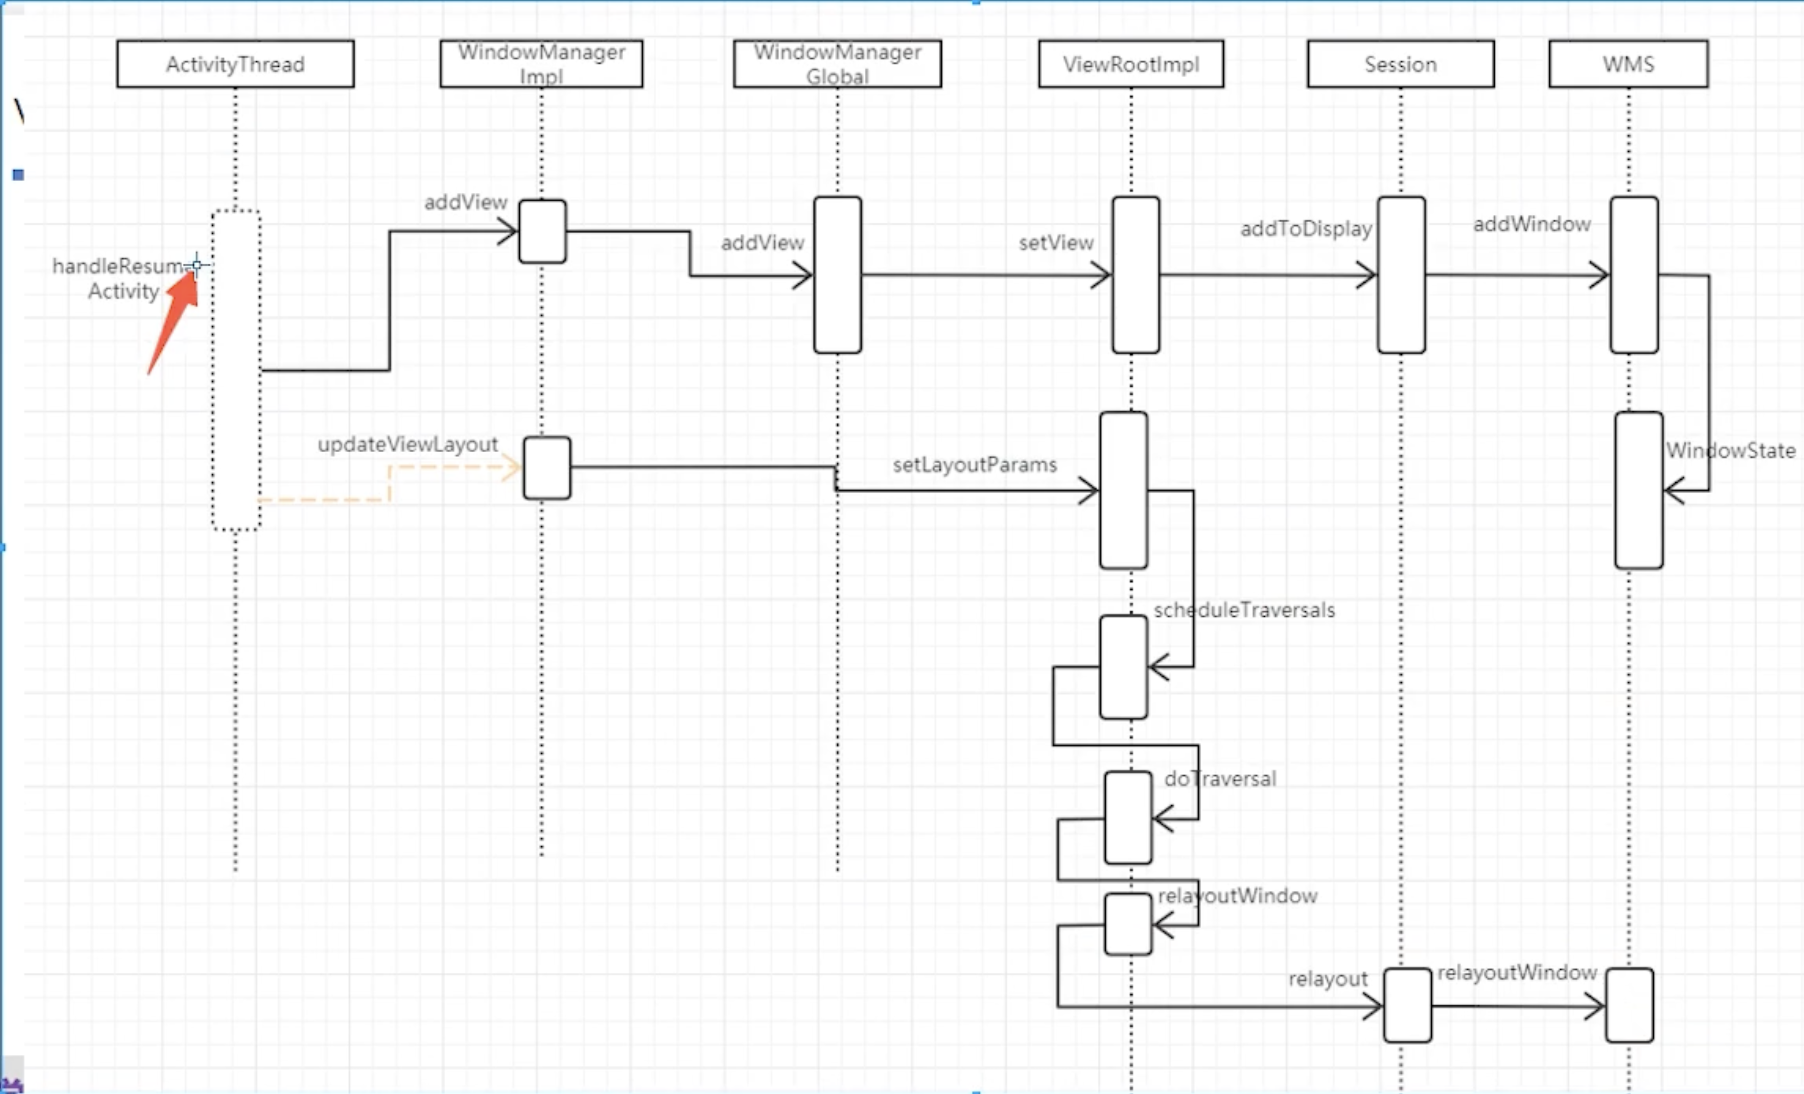 ActivityThread
WindowManager
Impl
WindowManager
Global
ViewRootImpl
Session
WMS
addView
addView
setView
addToDisplay
addWindow
handleResume
Activity
updateViewLayout
setLayoutParams
WindowState
scheduleTraversals
doTraversal
relayoutWindow
relayout
relayoutWindow